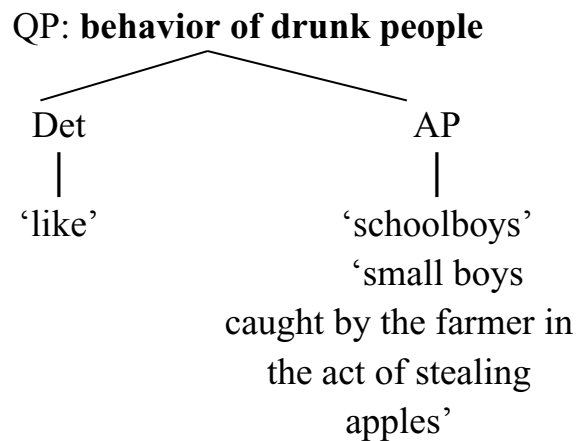 QP: behavior of drunk people
Det
AP
‘like’
‘schoolboys’
‘small boys
caught by the farmer in
the act of stealing
apples’